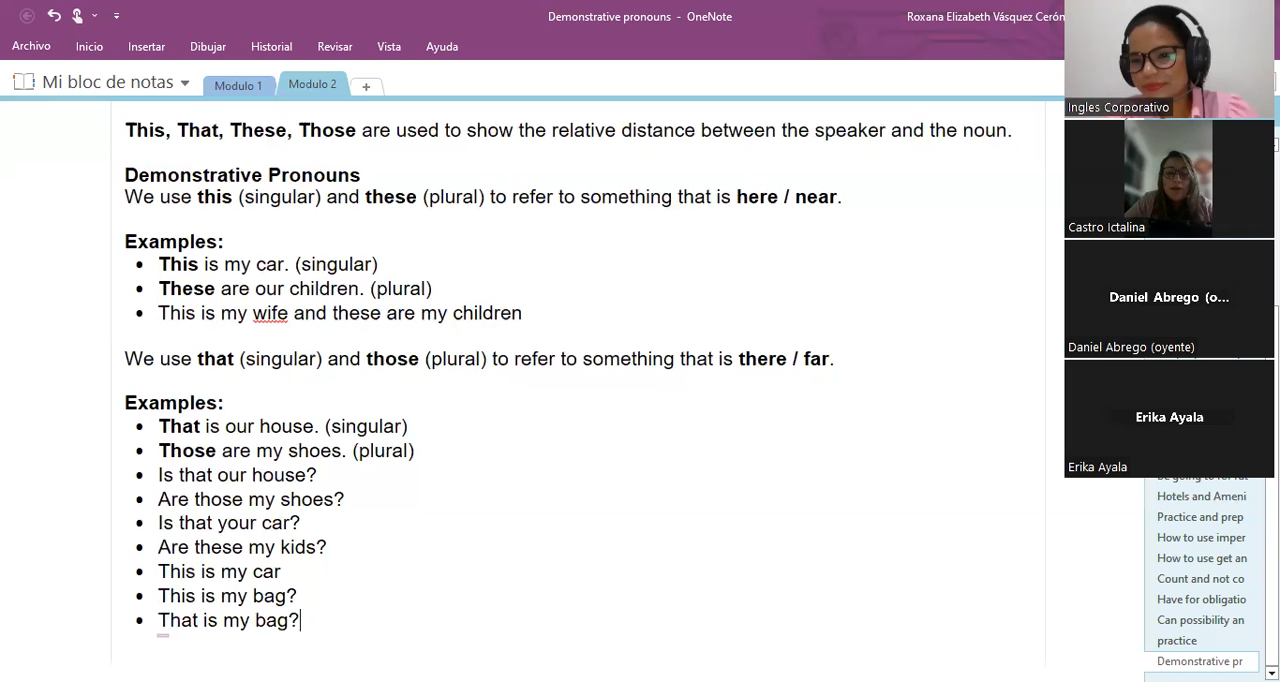 Demonstrative pronouns - OneNote
Roxana Elizabeth Vásquez Cerón
Archivo Inicio Insertar Dibujar Historial Revisar Vista Ayuda
Mi bloc de notas Modulo 1 Modulo 2 +
This, That, These, Those are used to show the relative distance between the speaker and the noun.
Demonstrative Pronouns
We use this (singular) and these (plural) to refer to something that is here / near.
Examples:
• This is my car. (singular)
• These are our children. (plural)
• This is my wife and these are my children
We use that (singular) and those (plural) to refer to something that is there / far.
Examples:
• That is our house. (singular)
• Those are my shoes. (plural)
• Is that our house?
• Are those my shoes?
• Is that your car?
• Are these my kids?
• This is my car
• This is my bag?
• That is my bag?
Ingles Corporativo
Castro Ictalina
Daniel Abrego (o...
Daniel Abrego (oyente)
Erika Ayala
Erika Ayala
Hotels and Ameni
Practice and prep
How to use imper
How to use get an
Count and not co
Have for obligatio
Can possibility an
practice
Demonstrative pr